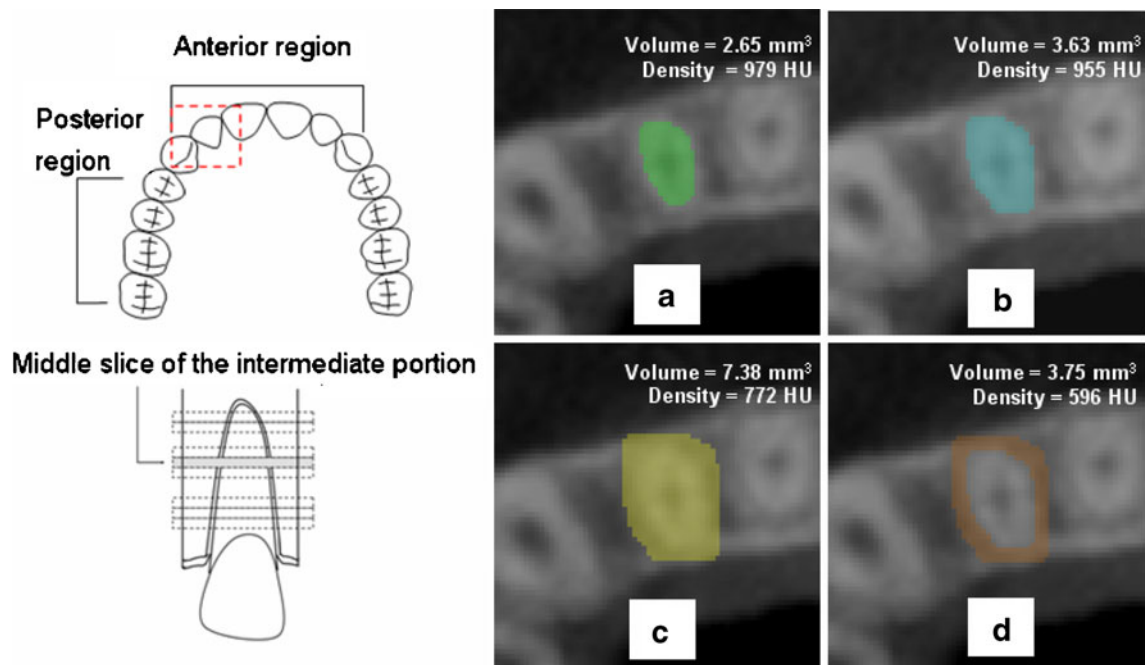 Anterior region
Posterior
region
Middle slice of the intermediate portion
Volume = 2.65 mm³
Density = 979 HU
a
Volume = 3.63 mm³
Density = 955 HU
b
Volume = 7.38 mm³
Density = 772 HU
c
Volume = 3.75 mm³
Density = 596 HU
d